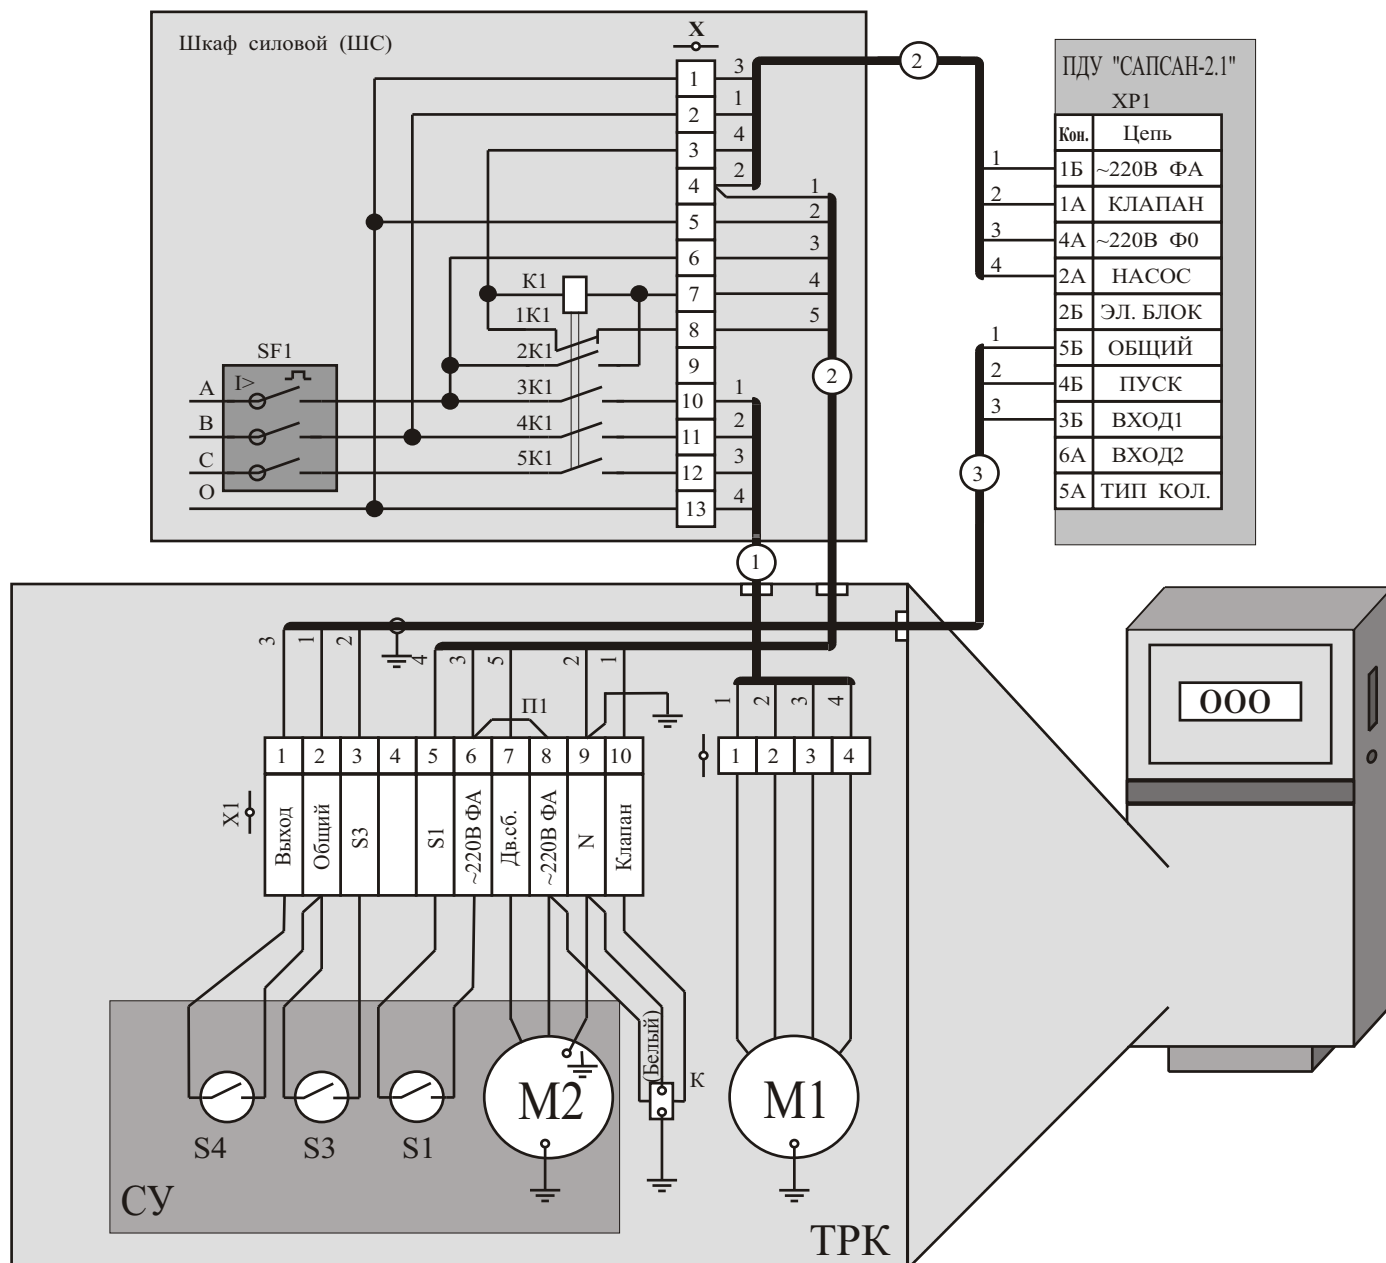 Шкаф силовой (ШС)
X
1 3
2 1
3 4
4 2
1
5 2
6 3
K1 7 4
1K1 8 5
2K1 9
SF1
I>
A 3K1 10 1
B 4K1 11 2
C 5K1 12 3
O 13 4
2
2
1
3
ПДУ "САПСАН-2.1"
XP1
Кон. Цепь
1 1Б ~220В ФА
2 1А КЛАПАН
3 4А ~220В Ф0
4 2А НАСОС
2Б ЭЛ. БЛОК
1 5Б ОБЩИЙ
2 4Б ПУСК
3 3Б ВХОД1
6А ВХОД2
5А ТИП КОЛ.
3 1 2 4 3 5 2 1
П1
1 2 3 4
X1
1 2 3 4 5 6 7 8 9 10
Выход
Общий
S3
S1
~220В ФА
Дв.сб.
~220В ФА
N
Клапан
1 2 3 4
ООО
(Белый)
К
М2
М1
S4 S3 S1
СУ
ТРК